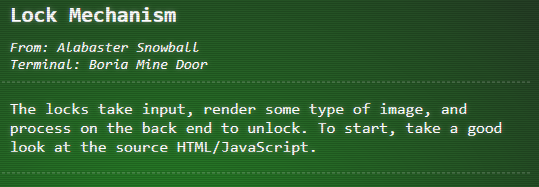 Lock Mechanism
From: Alabaster Snowball
Terminal: Boria Mine Door
The locks take input, render some type of image, and
process on the back end to unlock. To start, take a good
look at the source HTML/JavaScript.